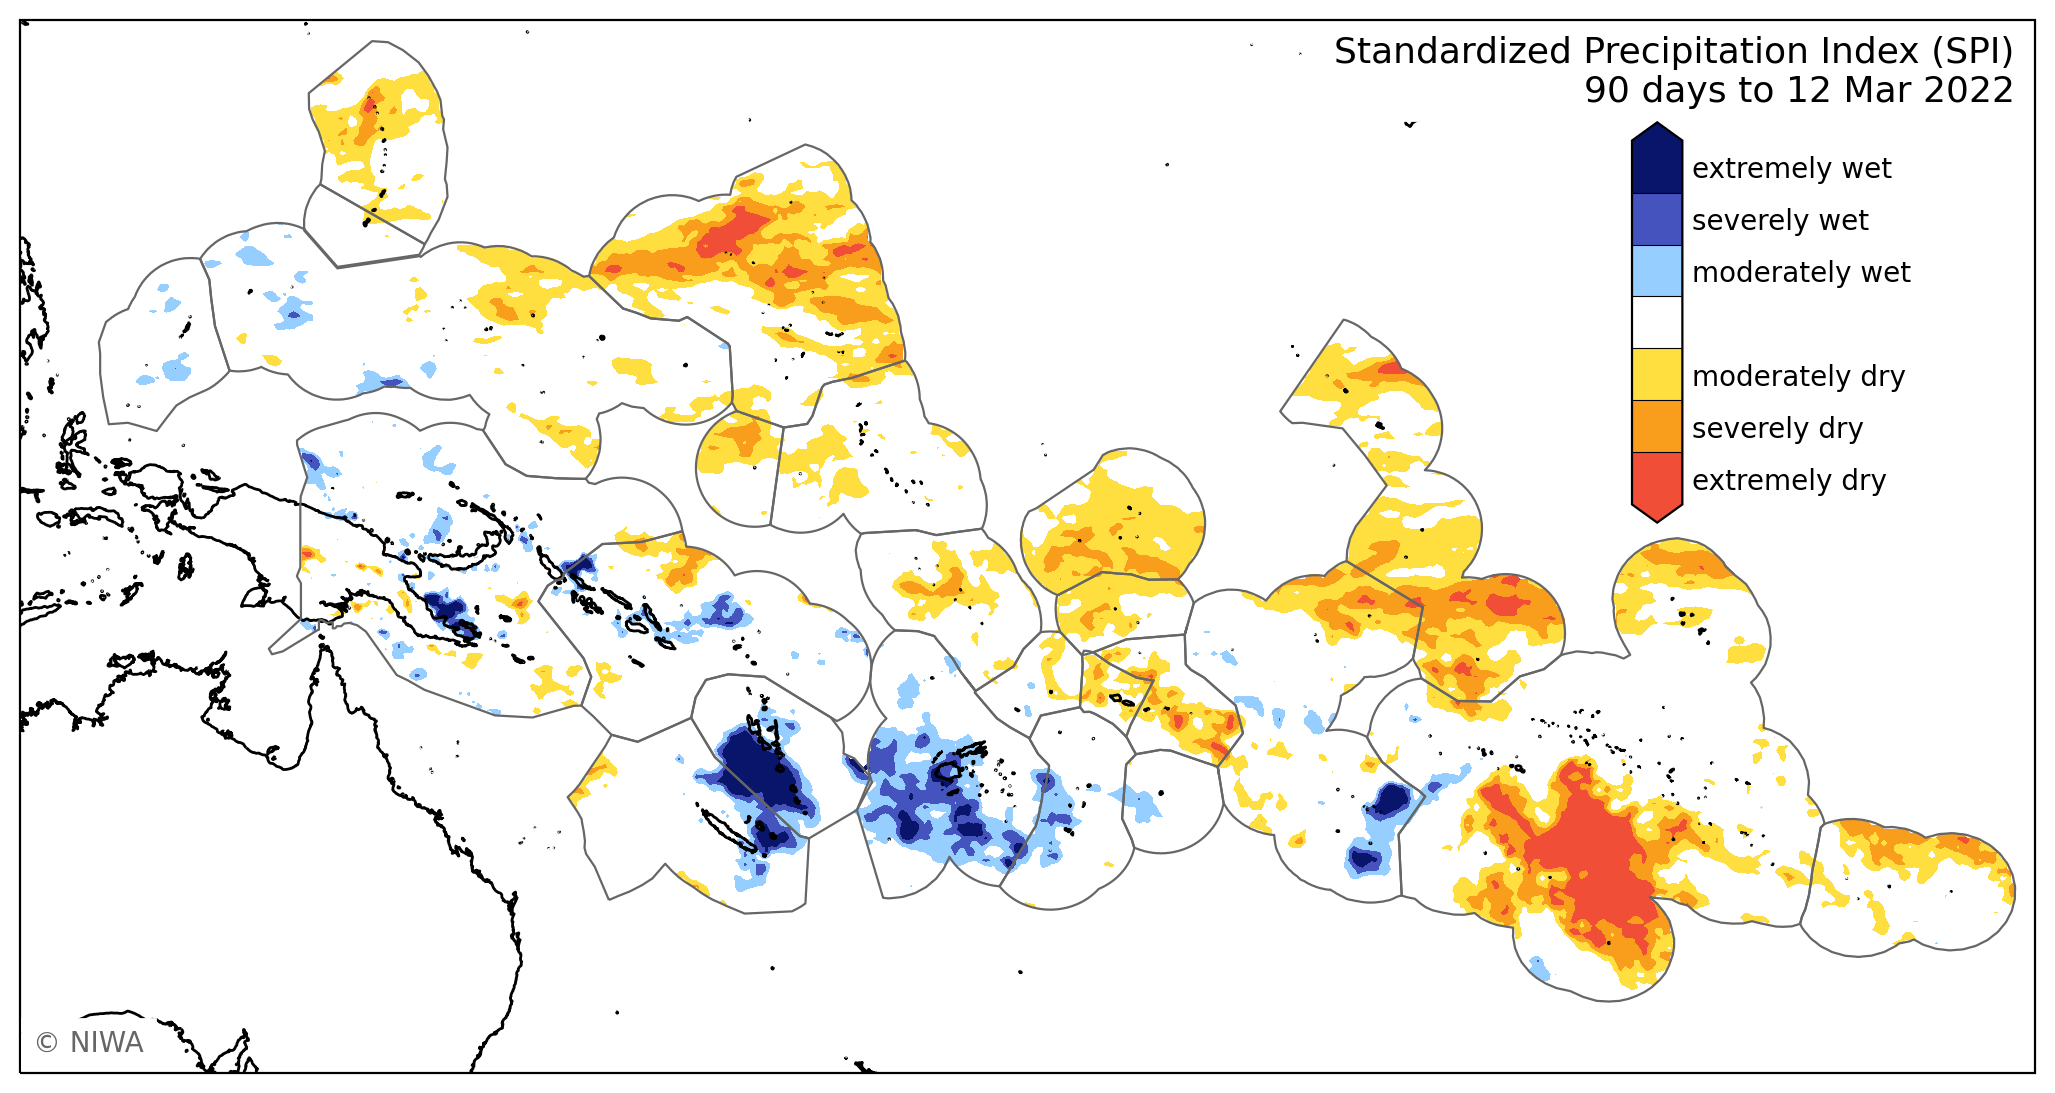 Standardized Precipitation Index (SPI)
90 days to 12 Mar 2022
extremely wet
severely wet
moderately wet
moderately dry
severely dry
extremely dry
© NIWA